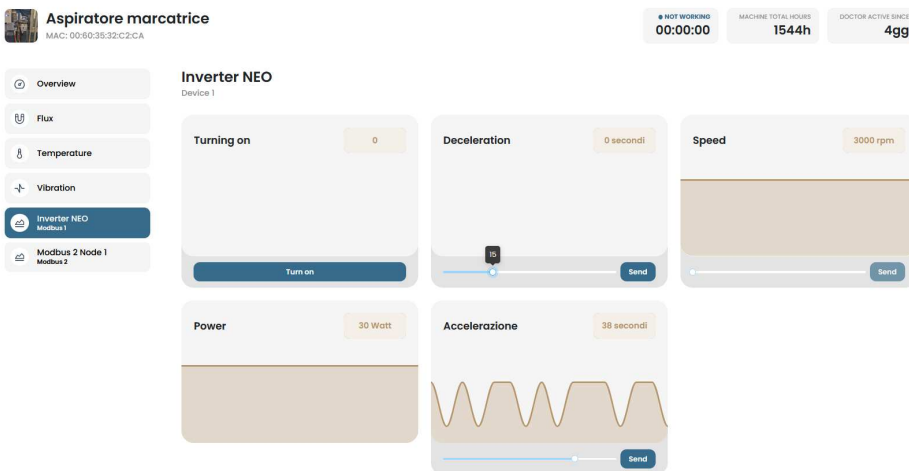 Aspiratore marcatrice
MAC: 00:60:35:32:C2:CA
NOT WORKING
00:00:00
MACHINE TOTAL HOURS
1544h
DOCTOR ACTIVE SINCE
4gg
Overview
Flux
Temperature
Vibration
Inverter NEO
Modbus 1
Modbus 2 Node 1
Modbus 2
Inverter NEO
Device 1
Turning on
0
Turn on
Deceleration
0 secondi
15
Send
Speed
3000 rpm
Send
Power
30 Watt
Accelerazione
38 secondi
Send